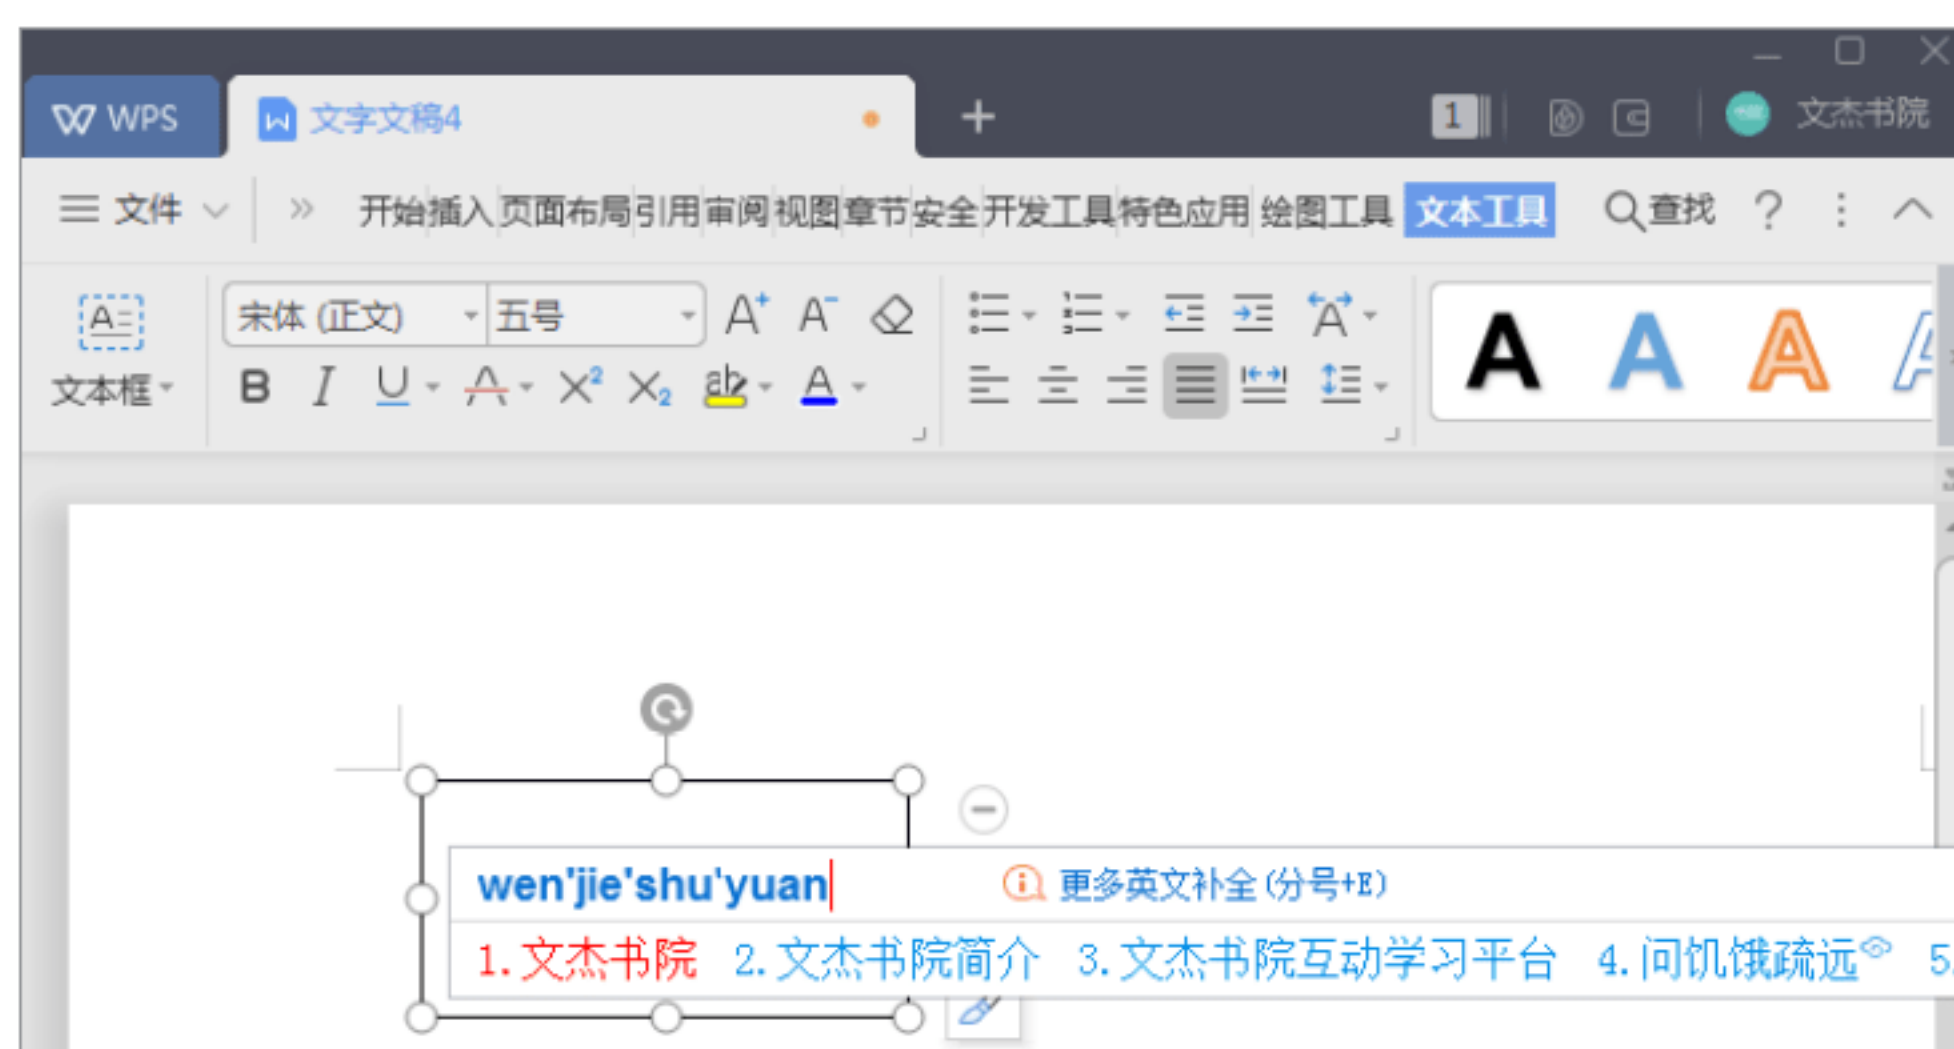 WPS 文字文稿4 + 1 文杰书院
文件 » 开始 插入 页面布局 引用 审阅 视图 章节 安全 开发工具 特色应用 绘图工具 文本工具 查找 ?
文本框 宋体 (正文) 五号 A+ A-
B I U A X² X₂ ab A A A A A
wen'jie'shu'yuan 更多英文补全(分号+E)
1.文杰书院 2.文杰书院简介 3.文杰书院互动学习平台 4.问饥饿疏远 5.